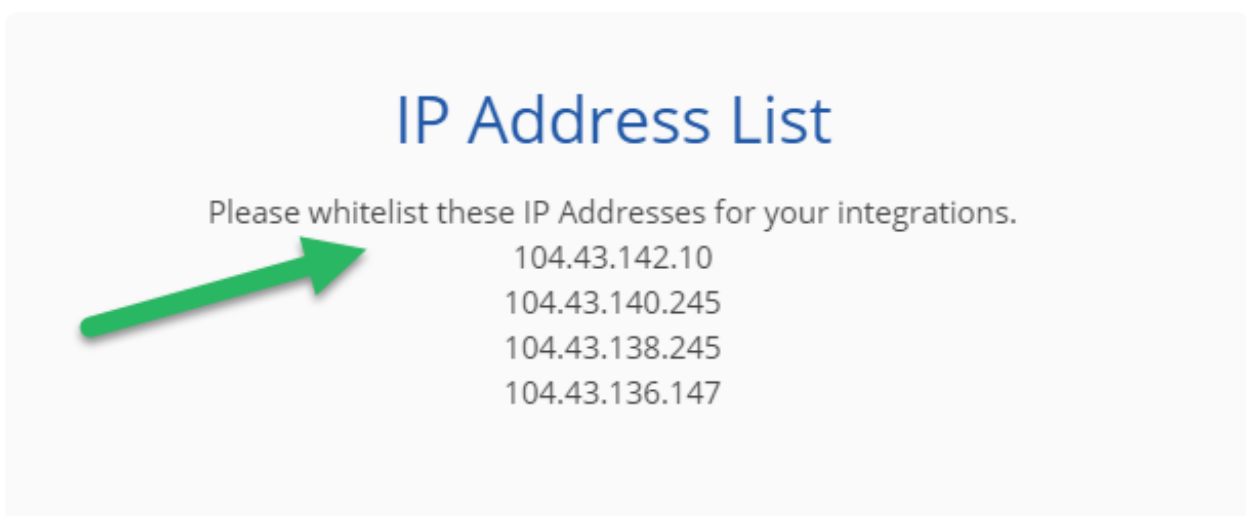 IP Address List
Please whitelist these IP Addresses for your integrations.
104.43.142.10
104.43.140.245
104.43.138.245
104.43.136.147